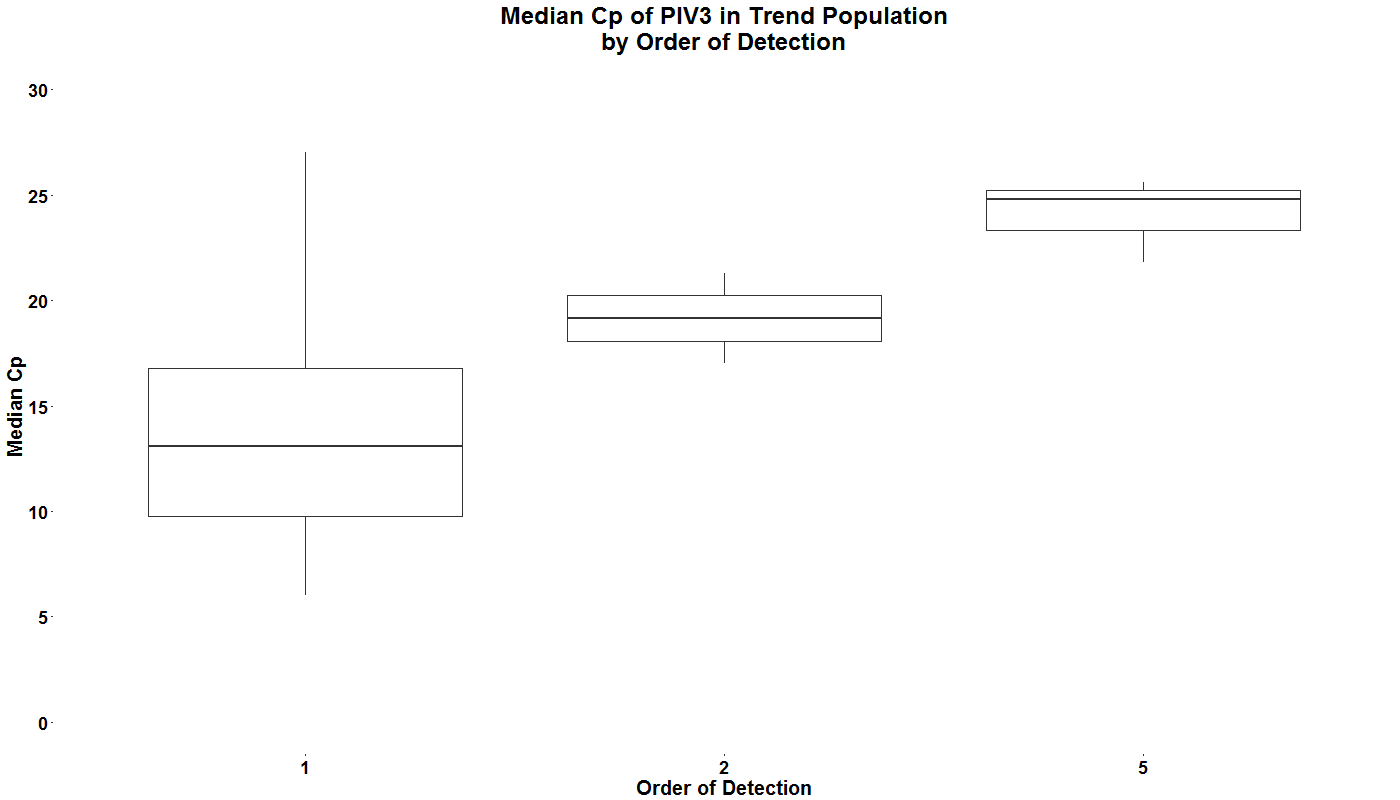 Median Cp of PIV3 in Trend Population
by Order of Detection
30
25
20
15
10
5
0
Median Cp
1 2 5
Order of Detection